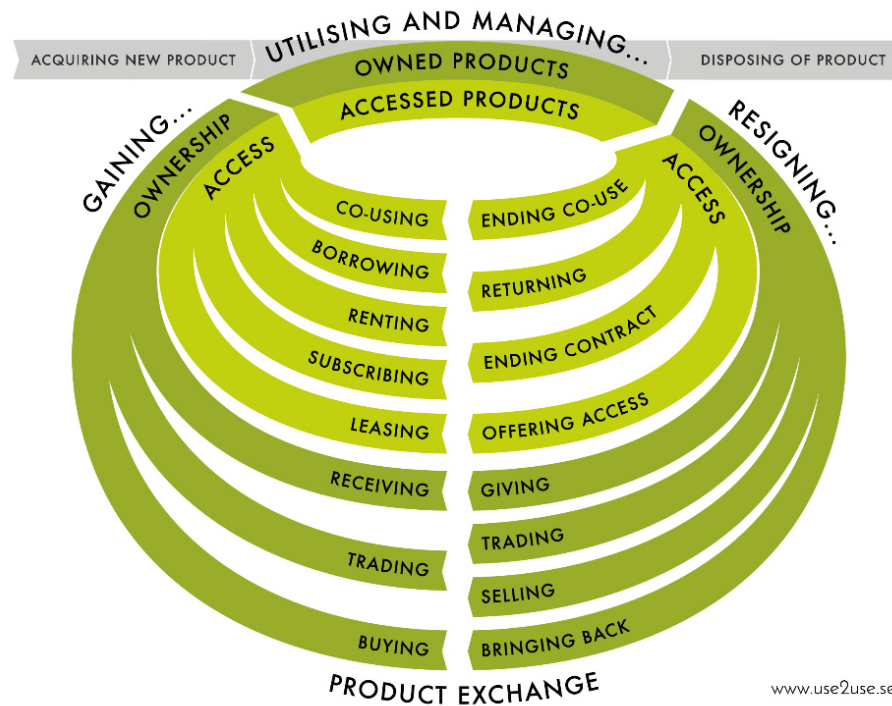 UTILISING AND MANAGING...
ACQUIRING NEW PRODUCT
OWNED PRODUCTS
DISPOSING OF PRODUCT
ACCESSED PRODUCTS
GAINING...
OWNERSHIP
ACCESS
RESIGNING...
OWNERSHIP
ACCESS
CO-USING
ENDING CO-USE
BORROWING
RETURNING
RENTING
SUBSCRIBING
ENDING CONTRACT
LEASING
OFFERING ACCESS
RECEIVING
GIVING
TRADING
TRADING
SELLING
BUYING
BRINGING BACK
PRODUCT EXCHANGE
www.use2use.se